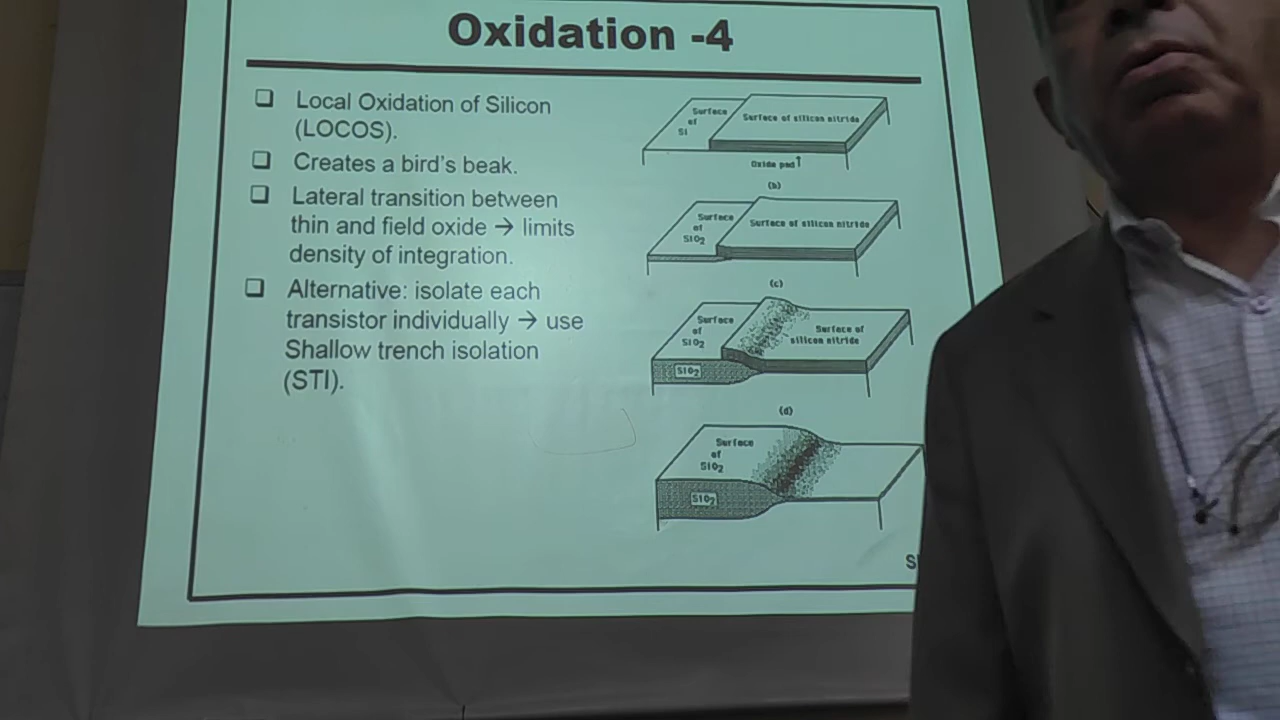 Oxidation -4
❑ Local Oxidation of Silicon
(LOCOS).
❑ Creates a bird's beak.
❑ Lateral transition between
thin and field oxide → limits
density of integration.
❑ Alternative: isolate each
transistor individually → use
Shallow trench isolation
(STI).
Surface
of
Si
Surface of silicon nitride
Oxide pad↑
(b)
Surface
of
SiO2
Surface of silicon nitride
(c)
Surface
of
SiO2
Surface of
silicon nitride
SiO2
(d)
Surface
of
SiO2
SiO2